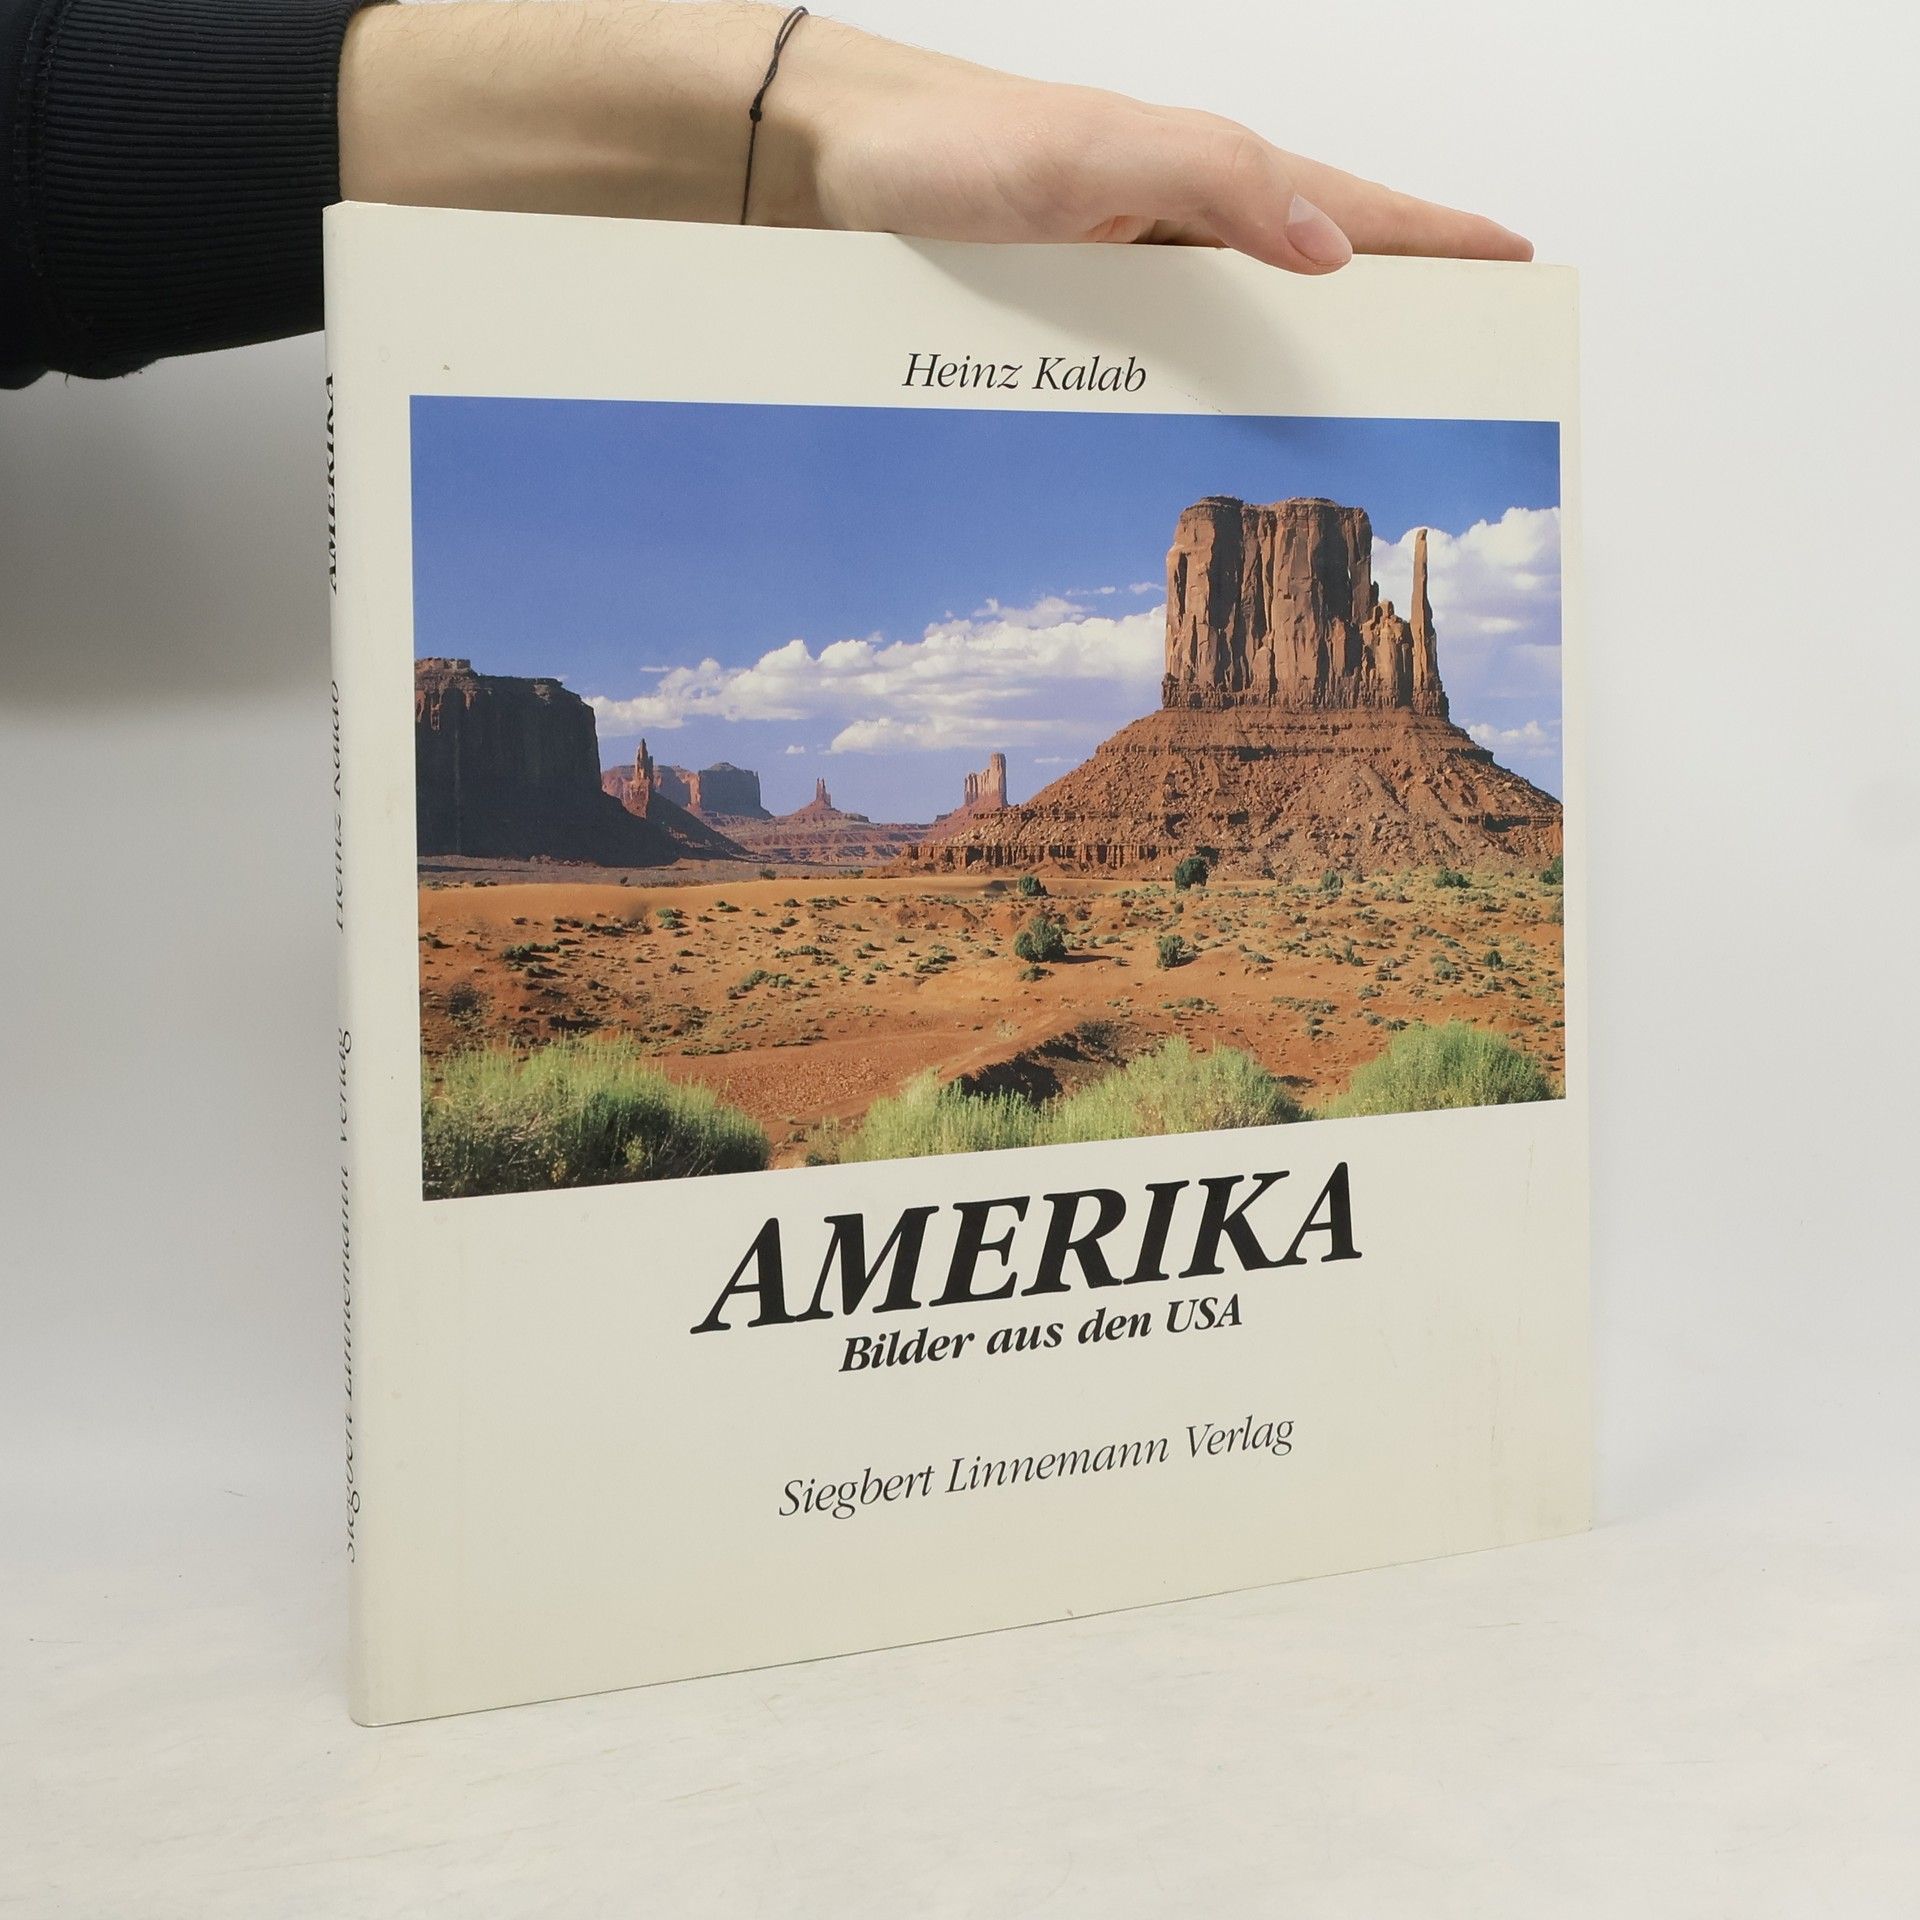 Heinz Kalab
AMERIKA
Bilder aus den USA
Siegbert Linnemann Verlag
Siegbert Linnemann Verlag Heinz Kalab AMERIKA